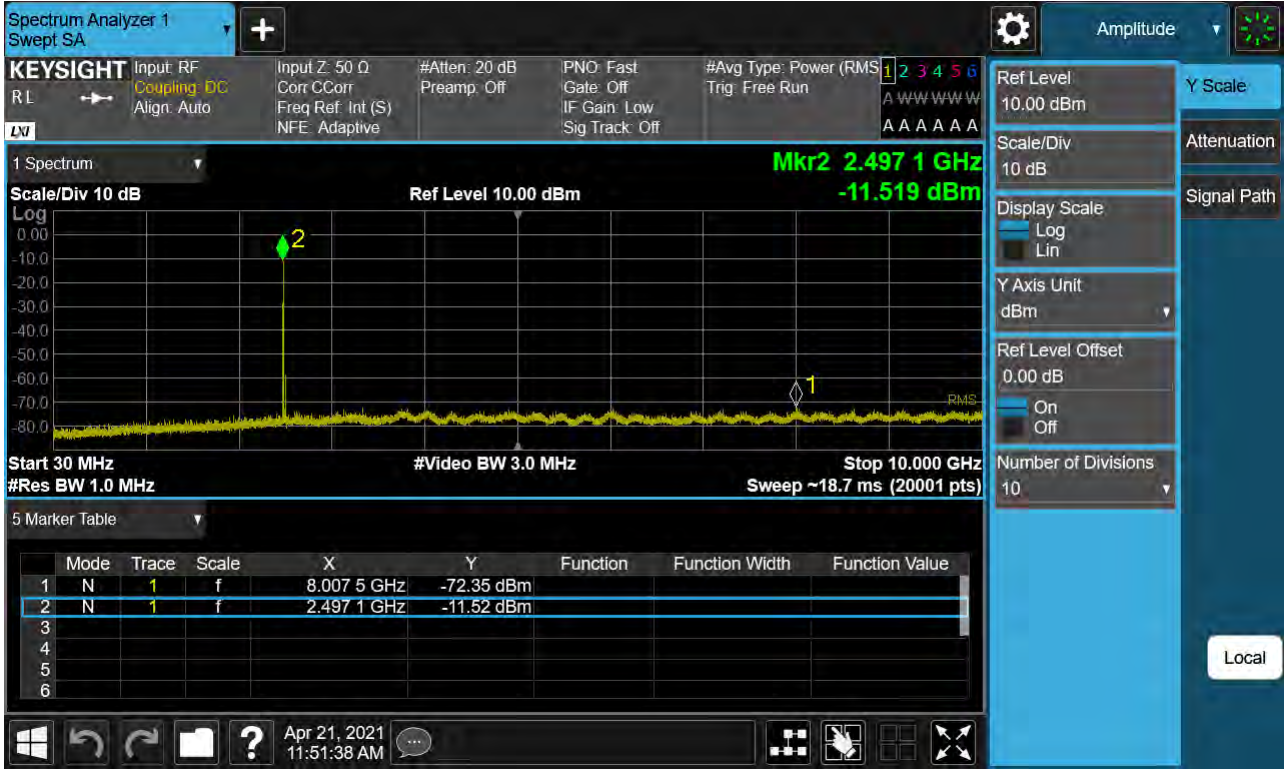 Spectrum Analyzer 1
Swept SA
+
Amplitude
KEYSIGHT
RL
LXI
Input: RF
Coupling: DC
Align: Auto
Input Z: 50 Ω
Corr CCorr
Freq Ref: Int (S)
NFE: Adaptive
#Atten: 20 dB
Preamp: Off
PNO: Fast
Gate: Off
IF Gain: Low
Sig Track: Off
#Avg Type: Power (RMS
Trig: Free Run
1 2 3 4 5 6
A W W W W W
A A A A A A
1 Spectrum
Mkr2 2.497 1 GHz
-11.519 dBm
Scale/Div 10 dB
Ref Level 10.00 dBm
Log
0.00
-10.0
-20.0
-30.0
-40.0
-50.0
-60.0
-70.0
-80.0
2
1
RMS
Start 30 MHz
#Video BW 3.0 MHz
Stop 10.000 GHz
#Res BW 1.0 MHz
Sweep ~18.7 ms (20001 pts)
5 Marker Table
Mode Trace Scale X Y Function Function Width Function Value
1 N 1 f 8.007 5 GHz -72.35 dBm
2 N 1 f 2.497 1 GHz -11.52 dBm
3
4
5
6
Ref Level
10.00 dBm
Scale/Div
10 dB
Display Scale
Log
Lin
Y Axis Unit
dBm
Ref Level Offset
0.00 dB
On
Off
Number of Divisions
10
Y Scale
Attenuation
Signal Path
Local
?
Apr 21, 2021
11:51:38 AM